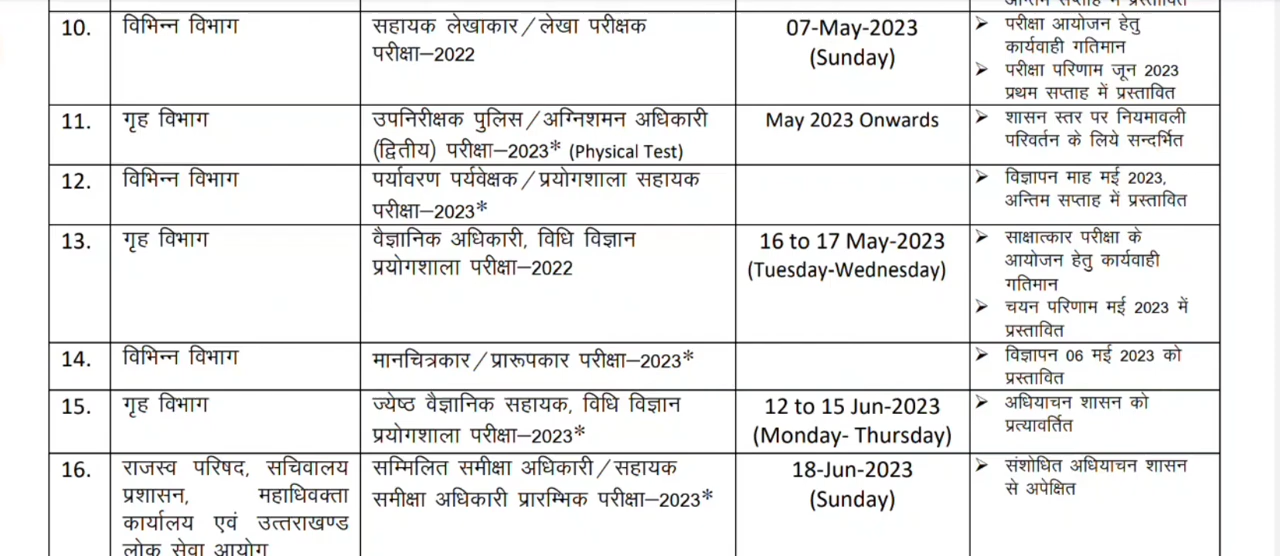 अन्तिम सप्ताह में प्रस्तावित
10. विभिन्न विभाग सहायक लेखाकार/लेखा परीक्षक 07-May-2023 ➢ परीक्षा आयोजन हेतु
परीक्षा–2022 (Sunday) कार्यवाही गतिमान
➢ परीक्षा परिणाम जून 2023
प्रथम सप्ताह में प्रस्तावित
11. गृह विभाग उपनिरीक्षक पुलिस/अग्निशमन अधिकारी May 2023 Onwards ➢ शासन स्तर पर नियमावली
(द्वितीय) परीक्षा–2023* (Physical Test) परिवर्तन के लिये सन्दर्भित
12. विभिन्न विभाग पर्यावरण पर्यवेक्षक/प्रयोगशाला सहायक ➢ विज्ञापन माह मई 2023,
परीक्षा–2023* अन्तिम सप्ताह में प्रस्तावित
13. गृह विभाग वैज्ञानिक अधिकारी, विधि विज्ञान 16 to 17 May-2023 ➢ साक्षात्कार परीक्षा के
प्रयोगशाला परीक्षा–2022 (Tuesday-Wednesday) आयोजन हेतु कार्यवाही
गतिमान
➢ चयन परिणाम मई 2023 में
प्रस्तावित
14. विभिन्न विभाग मानचित्रकार/प्रारूपकार परीक्षा–2023* ➢ विज्ञापन 06 मई 2023 को
प्रस्तावित
15. गृह विभाग ज्येष्ठ वैज्ञानिक सहायक, विधि विज्ञान 12 to 15 Jun-2023 ➢ अधियाचन शासन को
प्रयोगशाला परीक्षा–2023* (Monday- Thursday) प्रत्यावर्तित
16. राजस्व परिषद, सचिवालय सम्मिलित समीक्षा अधिकारी/सहायक 18-Jun-2023 ➢ संशोधित अधियाचन शासन
प्रशासन, महाधिवक्ता समीक्षा अधिकारी प्रारम्भिक परीक्षा–2023* (Sunday) से अपेक्षित
कार्यालय एवं उत्तराखण्ड
लोक सेवा आयोग